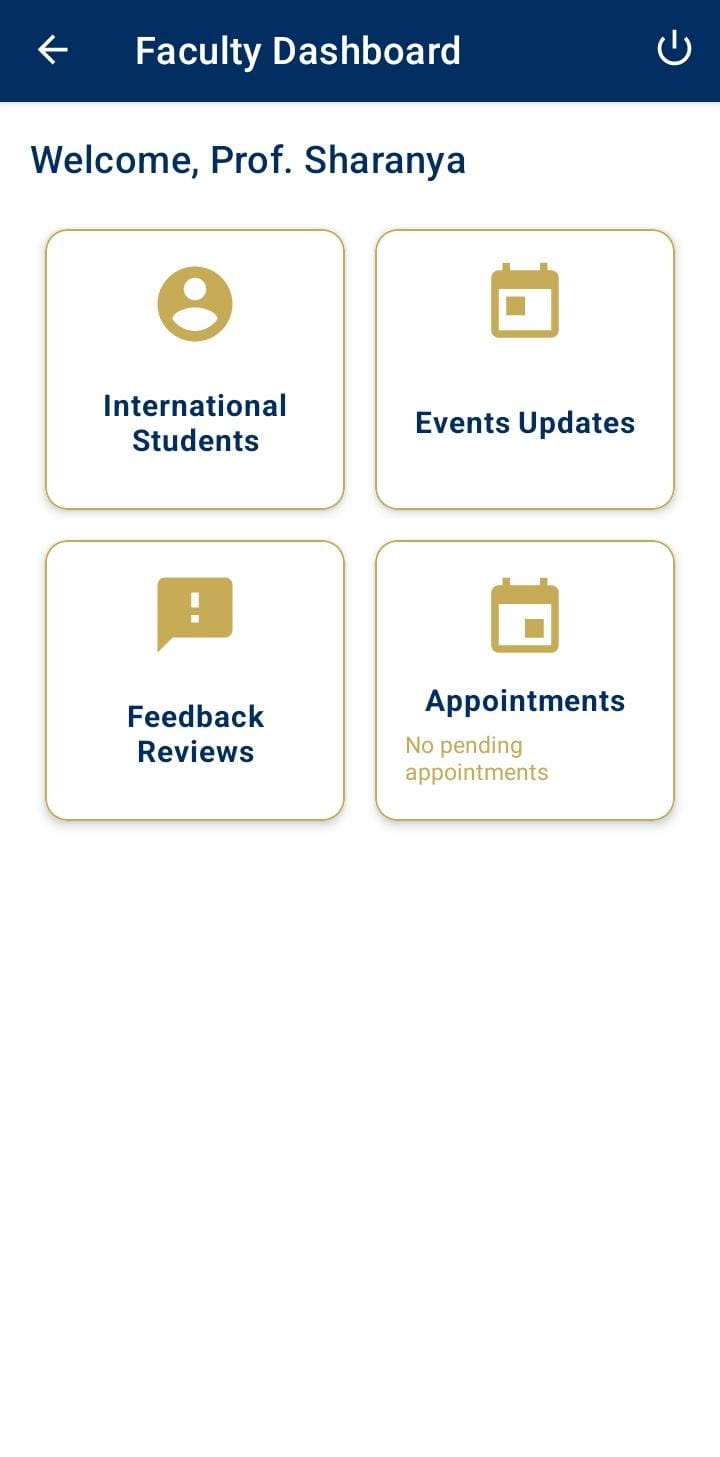 Faculty Dashboard
Welcome, Prof. Sharanya
International
Students
Events Updates
Feedback
Reviews
Appointments
No pending
appointments